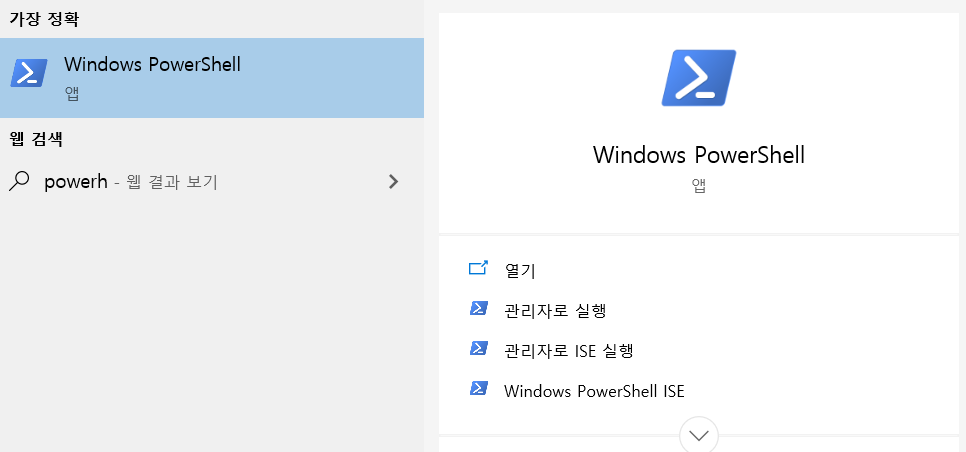 가장 정확
Windows PowerShell
앱
웹 검색
powerh - 웹 결과 보기
Windows PowerShell
앱
열기
관리자로 실행
관리자로 ISE 실행
Windows PowerShell ISE